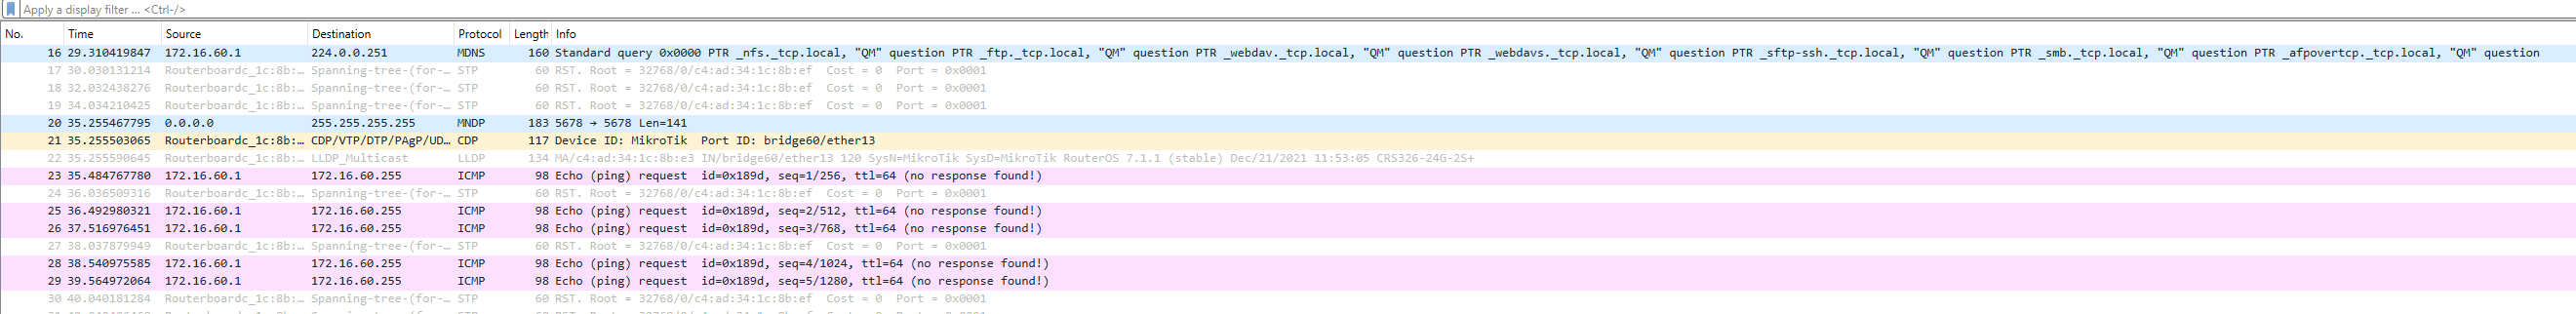 Apply a display filter ... <Ctrl-/>
No. Time Source Destination Protocol Length Info
16 29.310419847 172.16.60.1 224.0.0.251 MDNS 160 Standard query 0x0000 PTR _nfs._tcp.local, "QM" question PTR _ftp._tcp.local, "QM" question PTR _webdav._tcp.local, "QM" question PTR _webdavs._tcp.local, "QM" question PTR _sftp-ssh._tcp.local, "QM" question PTR _smb._tcp.local, "QM" question PTR _afpovertcp._tcp.local, "QM" question
17 30.030131214 Routerboardc_1c:8b:… Spanning-tree-(for-… STP 60 RST. Root = 32768/0/c4:ad:34:1c:8b:ef Cost = 0 Port = 0x0001
18 32.032438276 Routerboardc_1c:8b:… Spanning-tree-(for-… STP 60 RST. Root = 32768/0/c4:ad:34:1c:8b:ef Cost = 0 Port = 0x0001
19 34.034210425 Routerboardc_1c:8b:… Spanning-tree-(for-… STP 60 RST. Root = 32768/0/c4:ad:34:1c:8b:ef Cost = 0 Port = 0x0001
20 35.255467795 0.0.0.0 255.255.255.255 MNDP 183 5678 → 5678 Len=141
21 35.255503065 Routerboardc_1c:8b:… CDP/VTP/DTP/PAgP/UD… CDP 117 Device ID: MikroTik Port ID: bridge60/ether13
22 35.255590645 Routerboardc_1c:8b:… LLDP_Multicast LLDP 134 MA/c4:ad:34:1c:8b:e3 IN/bridge60/ether13 120 SysN=MikroTik SysD=MikroTik RouterOS 7.1.1 (stable) Dec/21/2021 11:53:05 CRS326-24G-2S+
23 35.484767780 172.16.60.1 172.16.60.255 ICMP 98 Echo (ping) request id=0x189d, seq=1/256, ttl=64 (no response found!)
24 36.036509316 Routerboardc_1c:8b:… Spanning-tree-(for-… STP 60 RST. Root = 32768/0/c4:ad:34:1c:8b:ef Cost = 0 Port = 0x0001
25 36.492980321 172.16.60.1 172.16.60.255 ICMP 98 Echo (ping) request id=0x189d, seq=2/512, ttl=64 (no response found!)
26 37.516976451 172.16.60.1 172.16.60.255 ICMP 98 Echo (ping) request id=0x189d, seq=3/768, ttl=64 (no response found!)
27 38.037879949 Routerboardc_1c:8b:… Spanning-tree-(for-… STP 60 RST. Root = 32768/0/c4:ad:34:1c:8b:ef Cost = 0 Port = 0x0001
28 38.540975585 172.16.60.1 172.16.60.255 ICMP 98 Echo (ping) request id=0x189d, seq=4/1024, ttl=64 (no response found!)
29 39.564972064 172.16.60.1 172.16.60.255 ICMP 98 Echo (ping) request id=0x189d, seq=5/1280, ttl=64 (no response found!)
30 40.040181284 Routerboardc_1c:8b:… Spanning-tree-(for-… STP 60 RST. Root = 32768/0/c4:ad:34:1c:8b:ef Cost = 0 Port = 0x0001